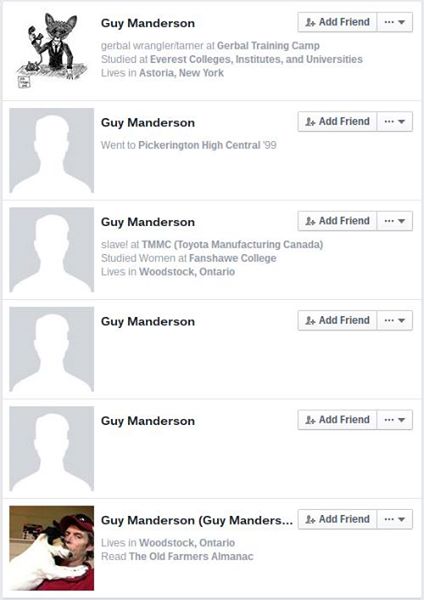 Guy Manderson
Add Friend
gerbal wrangler/tamer at Gerbal Training Camp
Studied at Everest Colleges, Institutes, and Universities
Lives in Astoria, New York
Guy Manderson
Add Friend
Went to Pickerington High Central '99
Guy Manderson
Add Friend
slave! at TMMC (Toyota Manufacturing Canada)
Studied Women at Fanshawe College
Lives in Woodstock, Ontario
Guy Manderson
Add Friend
Guy Manderson
Add Friend
Guy Manderson (Guy Manders...
Add Friend
Lives in Woodstock, Ontario
Read The Old Farmers Almanac